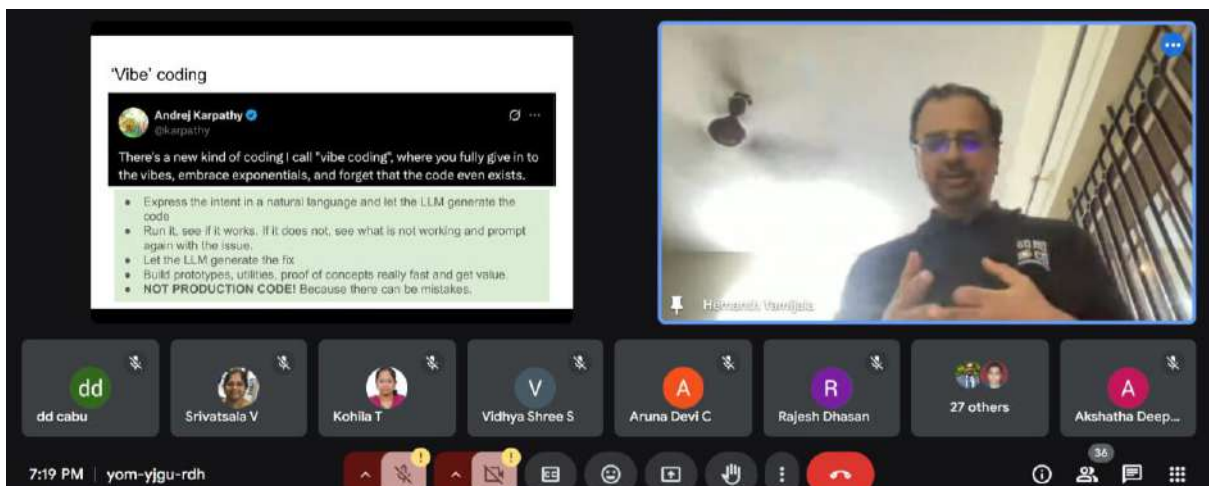 'Vibe' coding
Andrej Karpathy
@karpathy
There's a new kind of coding I call "vibe coding", where you fully give in to
the vibes, embrace exponentials, and forget that the code even exists.
Express the intent in a natural language and let the LLM generate the
code
Run it, see if it works. If it does not, see what is not working and prompt
again with the issue.
Let the LLM generate the fix
Build prototypes, utilities, proof of concepts really fast and get value.
NOT PRODUCTION CODE! Because there can be mistakes.
dd
dd cabu
Srivatsala V
Kohila T
V
Vidhya Shree S
A
Aruna Devi C
R
Rajesh Dhasan
27 others
A
Akshatha Deep...
7:19 PM | yom-yjgu-rdh
CC
36